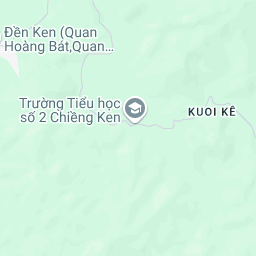 Đền Ken (Quan
Hoàng Bát,Quan...
Trường Tiểu học
số 2 Chiềng Ken
KUOI KÊ